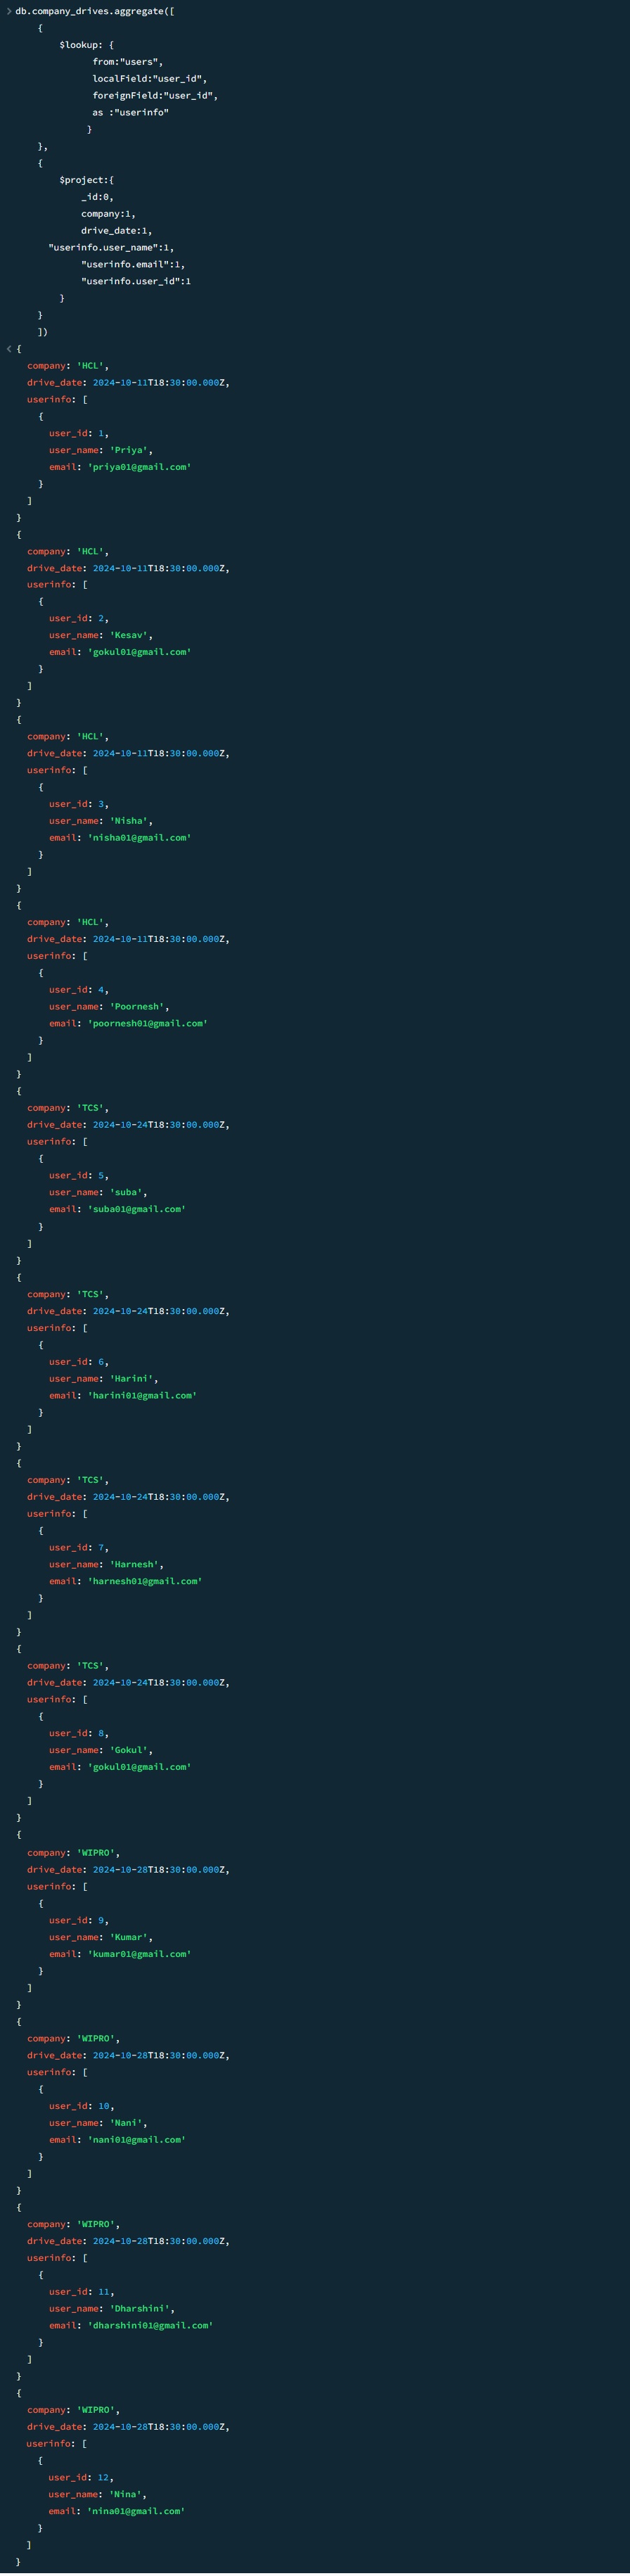 > db.company_drives.aggregate([
{
$lookup: {
from:"users",
localField:"user_id",
foreignField:"user_id",
as :"userinfo"
}
},
{
$project:{
_id:0,
company:1,
drive_date:1,
"userinfo.user_name":1,
"userinfo.email":1,
"userinfo.user_id":1
}
}
])
< {
company: 'HCL',
drive_date: 2024-10-11T18:30:00.000Z,
userinfo: [
{
user_id: 1,
user_name: 'Priya',
email: 'priya01@gmail.com'
}
]
}
{
company: 'HCL',
drive_date: 2024-10-11T18:30:00.000Z,
userinfo: [
{
user_id: 2,
user_name: 'Kesav',
email: 'gokul01@gmail.com'
}
]
}
{
company: 'HCL',
drive_date: 2024-10-11T18:30:00.000Z,
userinfo: [
{
user_id: 3,
user_name: 'Nisha',
email: 'nisha01@gmail.com'
}
]
}
{
company: 'HCL',
drive_date: 2024-10-11T18:30:00.000Z,
userinfo: [
{
user_id: 4,
user_name: 'Poornesh',
email: 'poornesh01@gmail.com'
}
]
}
{
company: 'TCS',
drive_date: 2024-10-24T18:30:00.000Z,
userinfo: [
{
user_id: 5,
user_name: 'suba',
email: 'suba01@gmail.com'
}
]
}
{
company: 'TCS',
drive_date: 2024-10-24T18:30:00.000Z,
userinfo: [
{
user_id: 6,
user_name: 'Harini',
email: 'harini01@gmail.com'
}
]
}
{
company: 'TCS',
drive_date: 2024-10-24T18:30:00.000Z,
userinfo: [
{
user_id: 7,
user_name: 'Harnesh',
email: 'harnesh01@gmail.com'
}
]
}
{
company: 'TCS',
drive_date: 2024-10-24T18:30:00.000Z,
userinfo: [
{
user_id: 8,
user_name: 'Gokul',
email: 'gokul01@gmail.com'
}
]
}
{
company: 'WIPRO',
drive_date: 2024-10-28T18:30:00.000Z,
userinfo: [
{
user_id: 9,
user_name: 'Kumar',
email: 'kumar01@gmail.com'
}
]
}
{
company: 'WIPRO',
drive_date: 2024-10-28T18:30:00.000Z,
userinfo: [
{
user_id: 10,
user_name: 'Nani',
email: 'nani01@gmail.com'
}
]
}
{
company: 'WIPRO',
drive_date: 2024-10-28T18:30:00.000Z,
userinfo: [
{
user_id: 11,
user_name: 'Dharshini',
email: 'dharshini01@gmail.com'
}
]
}
{
company: 'WIPRO',
drive_date: 2024-10-28T18:30:00.000Z,
userinfo: [
{
user_id: 12,
user_name: 'Nina',
email: 'nina01@gmail.com'
}
]
}